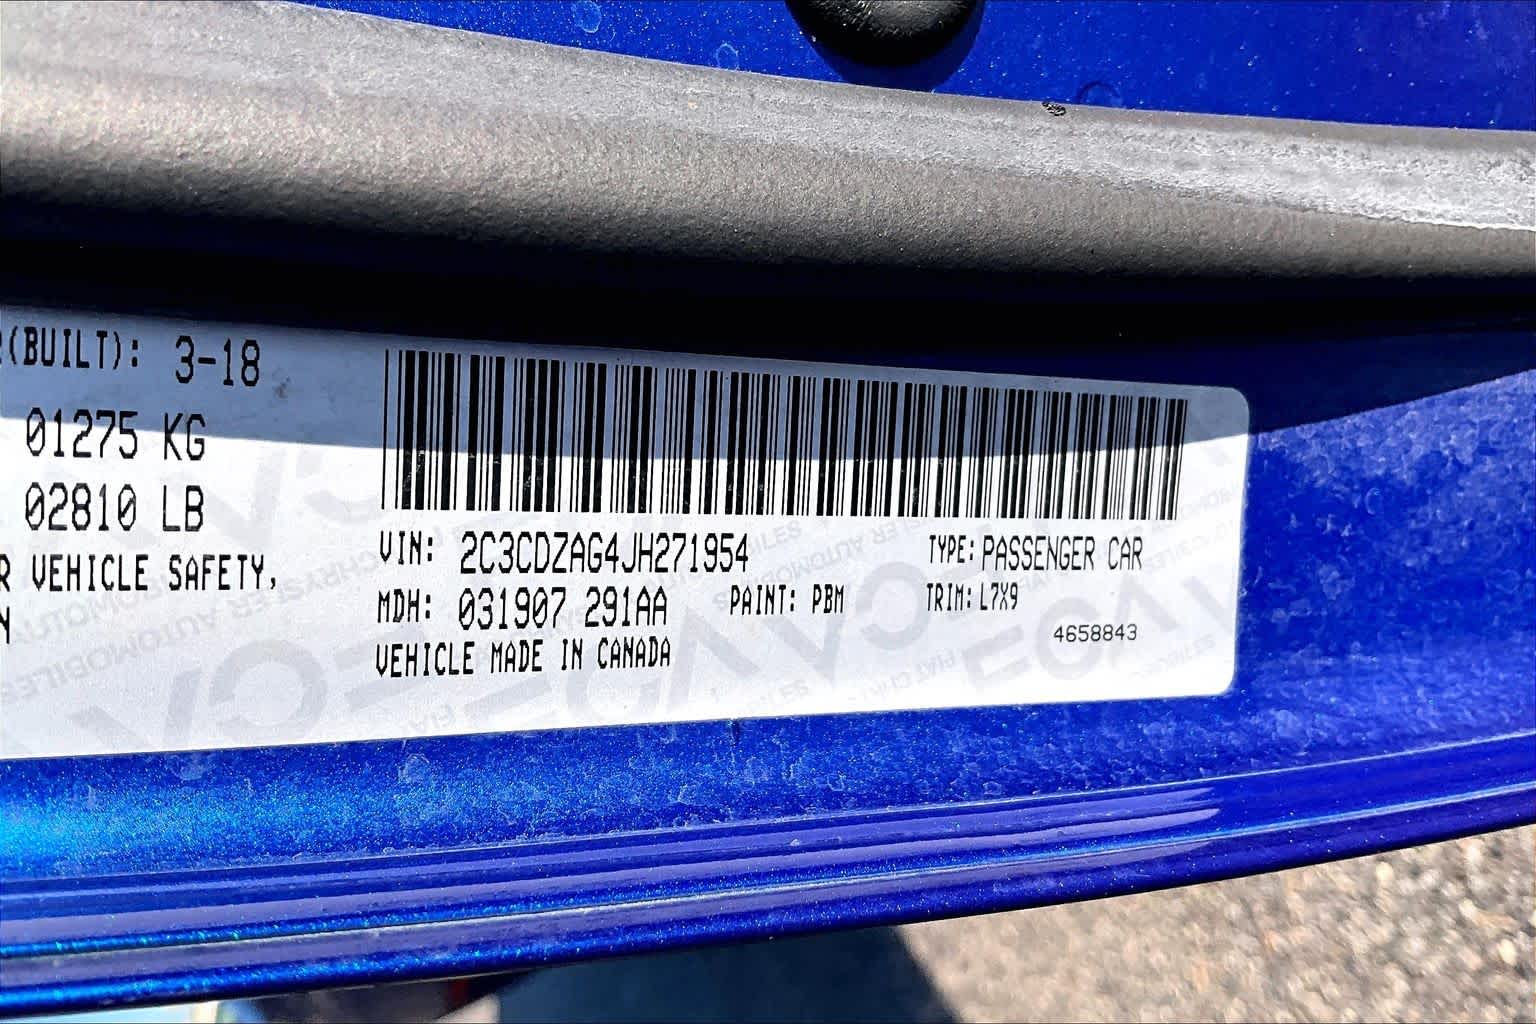 (BUILT): 3-18
01275 KG
02810 LB
VEHICLE SAFETY,
VIN: 2C3CDZAG4JH271954
TYPE: PASSENGER CAR
MDH: 031907 291AA
PAINT: PBM
TRIM: L7X9
VEHICLE MADE IN CANADA
4658843